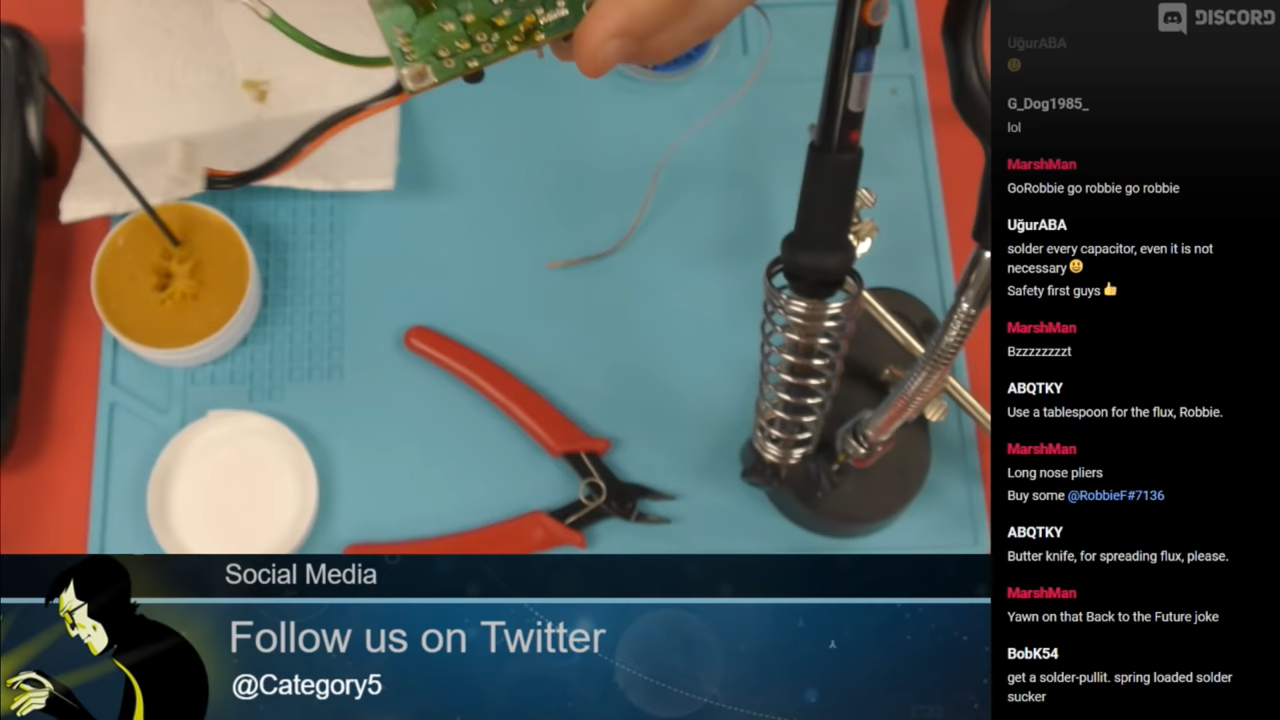 DISCORD
UğurABA
G_Dog1985_
lol
MarshMan
GoRobbie go robbie go robbie
UğurABA
solder every capacitor, even it is not
necessary
Safety first guys
MarshMan
Bzzzzzzzt
ABQTKY
Use a tablespoon for the flux, Robbie.
MarshMan
Long nose pliers
Buy some @RobbieF#7136
ABQTKY
Butter knife, for spreading flux, please.
MarshMan
Yawn on that Back to the Future joke
BobK54
get a solder-pullit. spring loaded solder
sucker
Social Media
Follow us on Twitter
@Category5